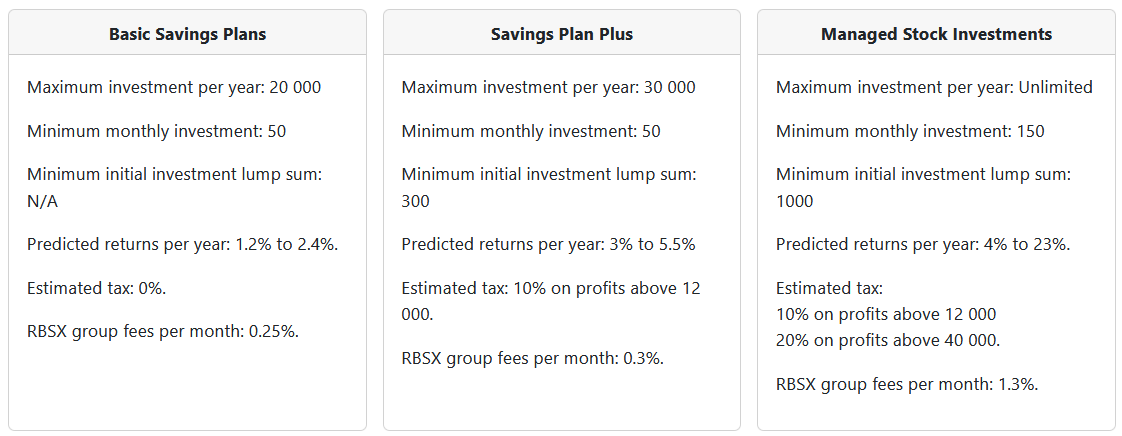 Basic Savings Plans
Maximum investment per year: 20 000
Minimum monthly investment: 50
Minimum initial investment lump sum:
N/A
Predicted returns per year: 1.2% to 2.4%.
Estimated tax: 0%.
RBSX group fees per month: 0.25%.
Savings Plan Plus
Maximum investment per year: 30 000
Minimum monthly investment: 50
Minimum initial investment lump sum:
300
Predicted returns per year: 3% to 5.5%
Estimated tax: 10% on profits above 12
000.
RBSX group fees per month: 0.3%.
Managed Stock Investments
Maximum investment per year: Unlimited
Minimum monthly investment: 150
Minimum initial investment lump sum:
1000
Predicted returns per year: 4% to 23%.
Estimated tax:
10% on profits above 12 000
20% on profits above 40 000.
RBSX group fees per month: 1.3%.